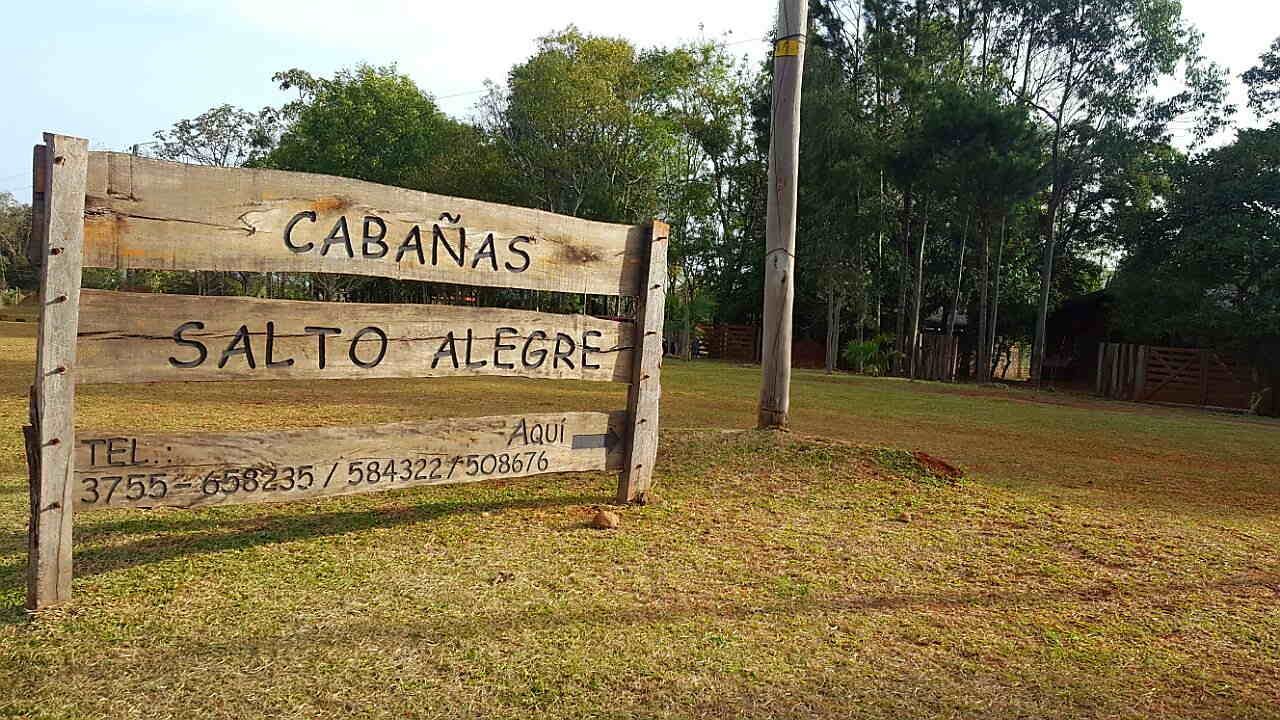 CABAÑAS
SALTO ALEGRE
AQUÍ
TEL.:
3755-658235 / 584322 / 508676